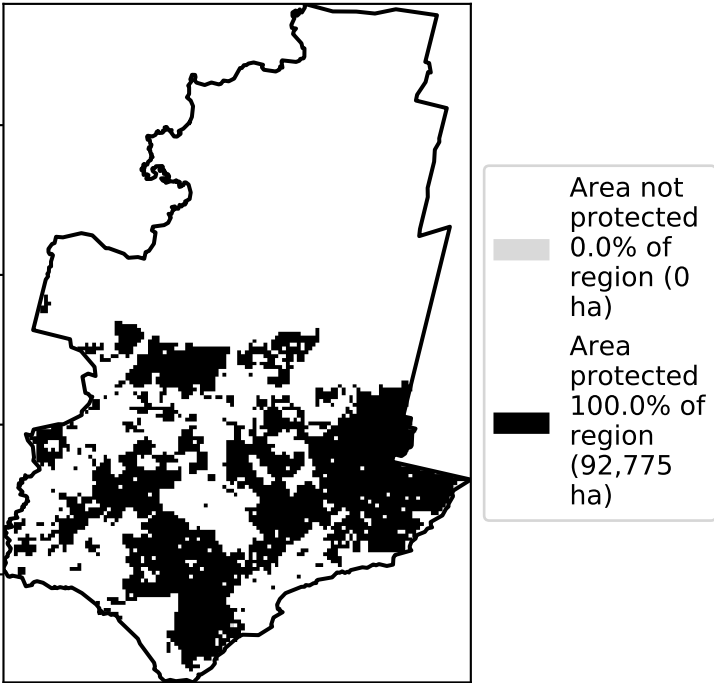 Area not
protected
0.0% of
region (0
ha)
Area
protected
100.0% of
region
(92,775
ha)